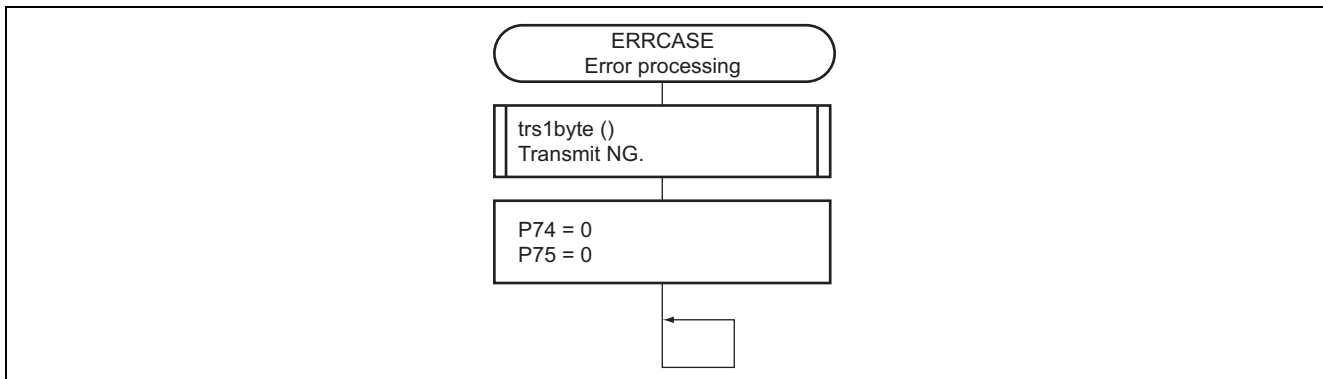 ERRCASE
Error processing
trs1byte ()
Transmit NG.
P74 = 0
P75 = 0